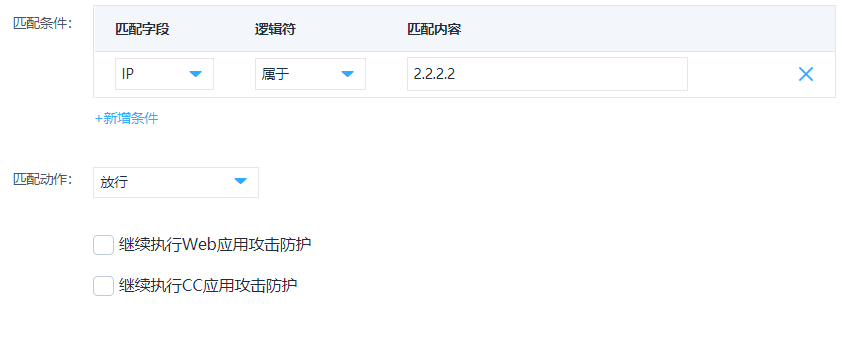 匹配条件：
匹配字段 逻辑符 匹配内容
IP 属于 2.2.2.2
+新增条件
匹配动作： 放行
继续执行Web应用攻击防护
继续执行CC应用攻击防护